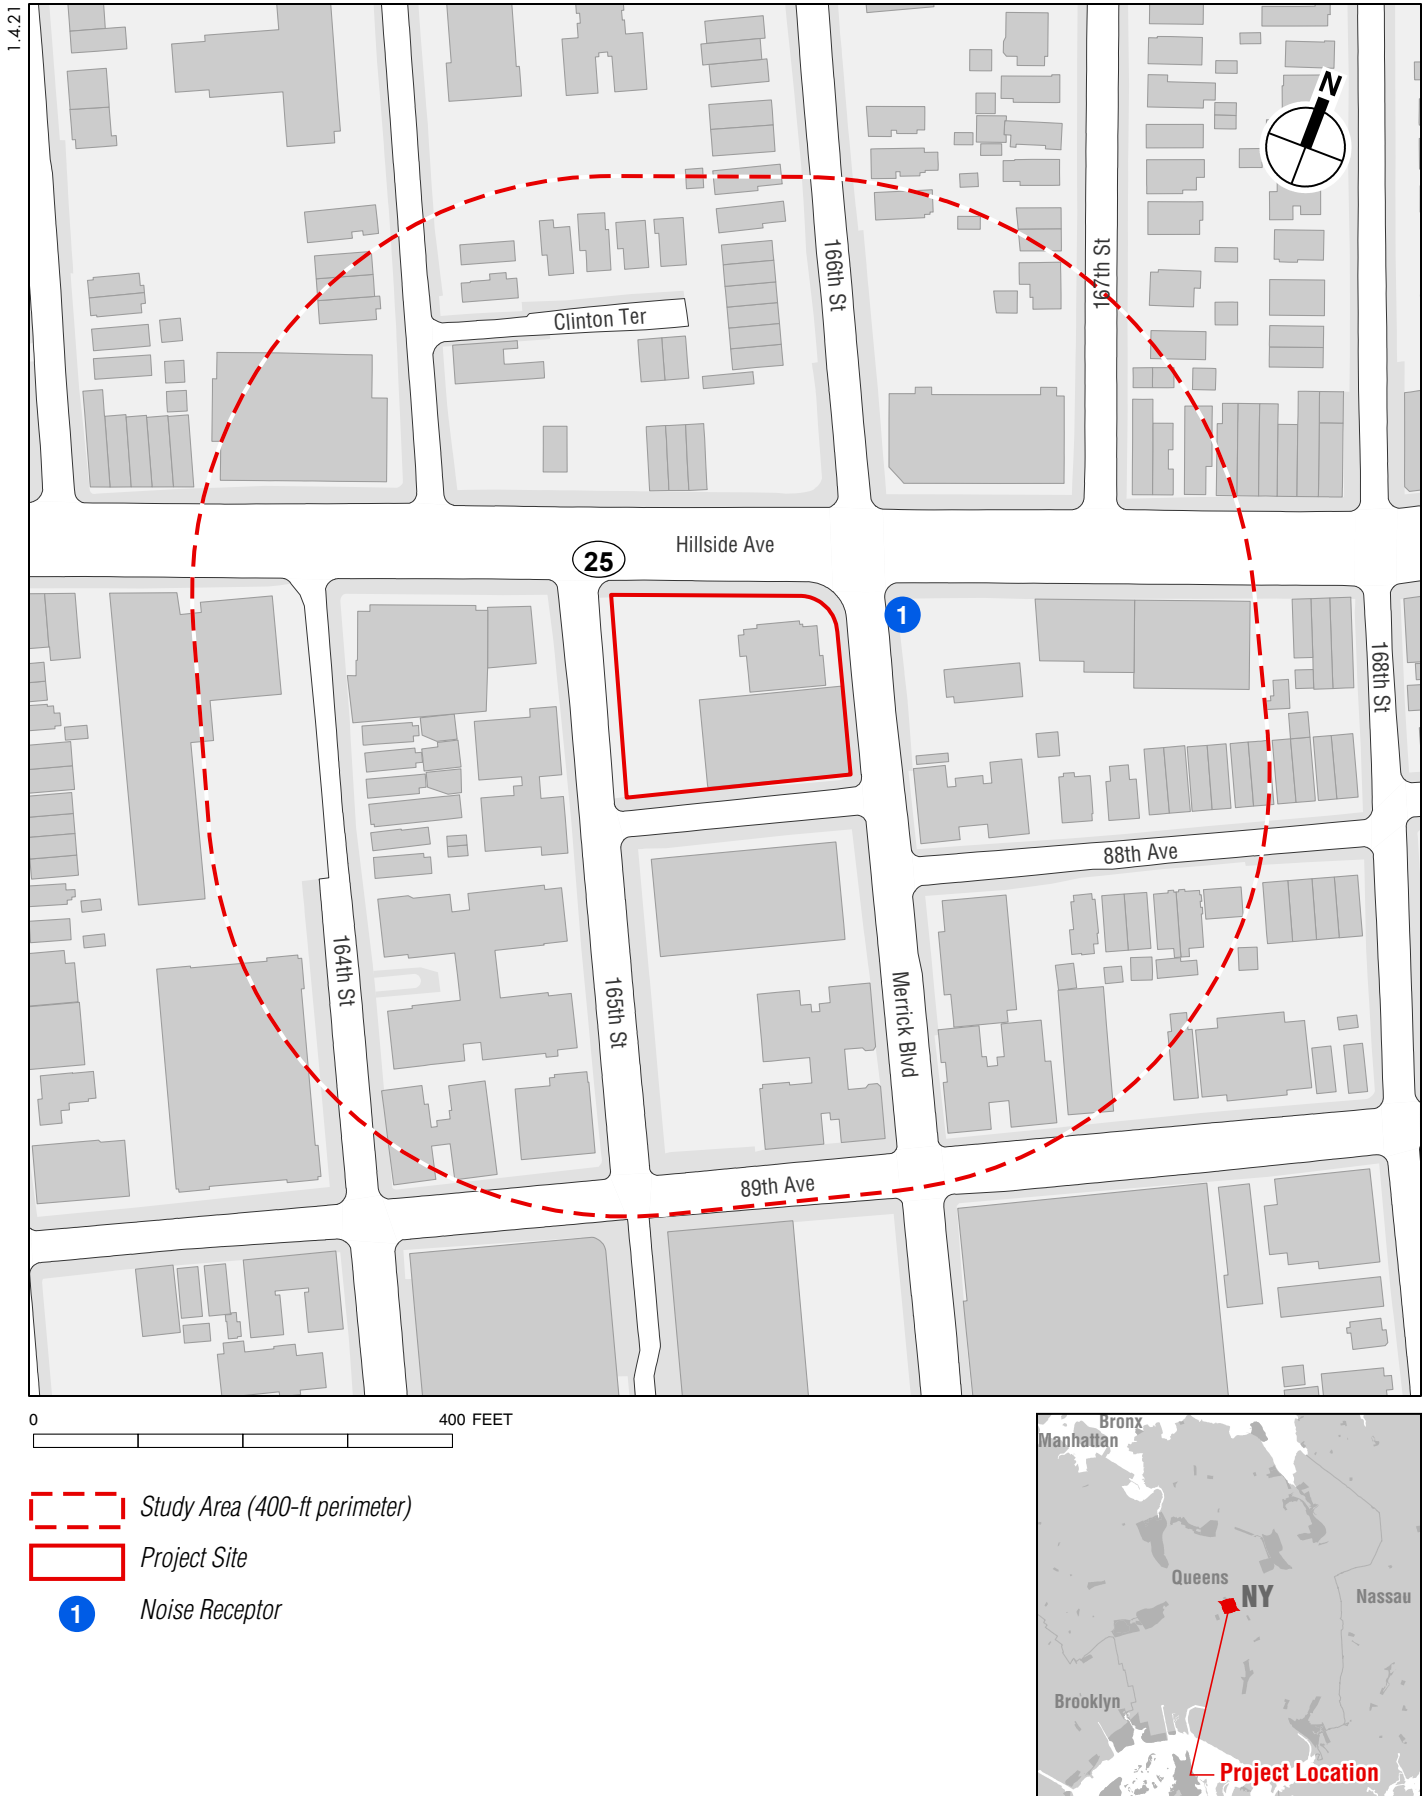 1.4.21
N
166th St
167th St
Clinton Ter
Hillside Ave
25
1
168th St
88th Ave
164th St
165th St
Merrick Blvd
89th Ave
0
400 FEET
Study Area (400-ft perimeter)
Project Site
1
Noise Receptor
Bronx
Manhattan
Queens
NY
Nassau
Brooklyn
Project Location